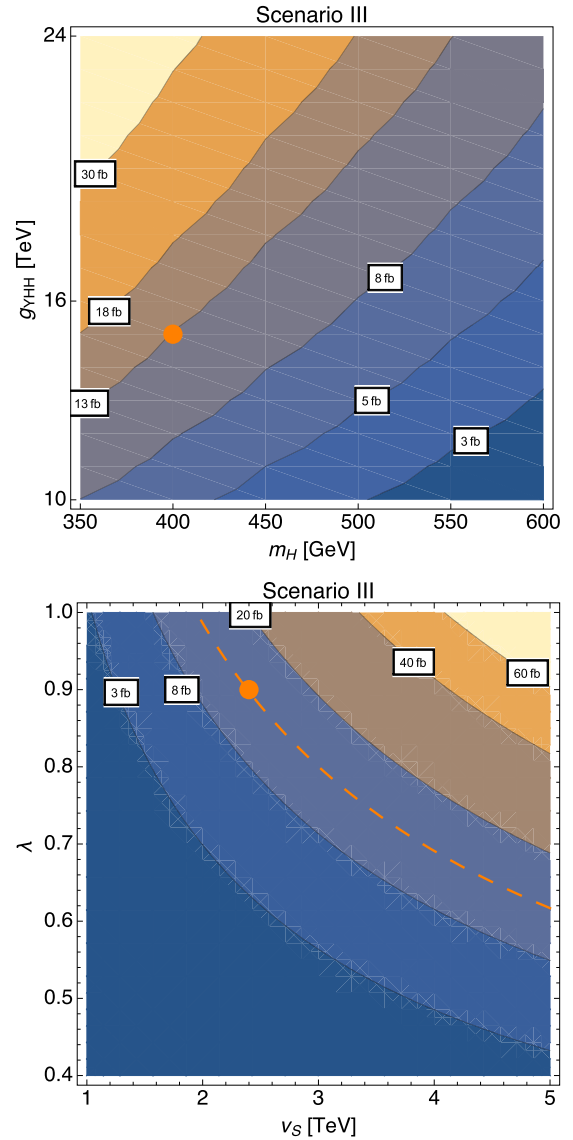 Scenario III
24
30 fb
g_YHH [TeV]
16
8 fb
18 fb
13 fb
5 fb
3 fb
10
350 400 450 500 550 600
m_H [GeV]
Scenario III
1.0
20 fb
40 fb
60 fb
0.9
3 fb
8 fb
0.8
λ
0.7
0.6
0.5
0.4
1 2 3 4 5
v_S [TeV]